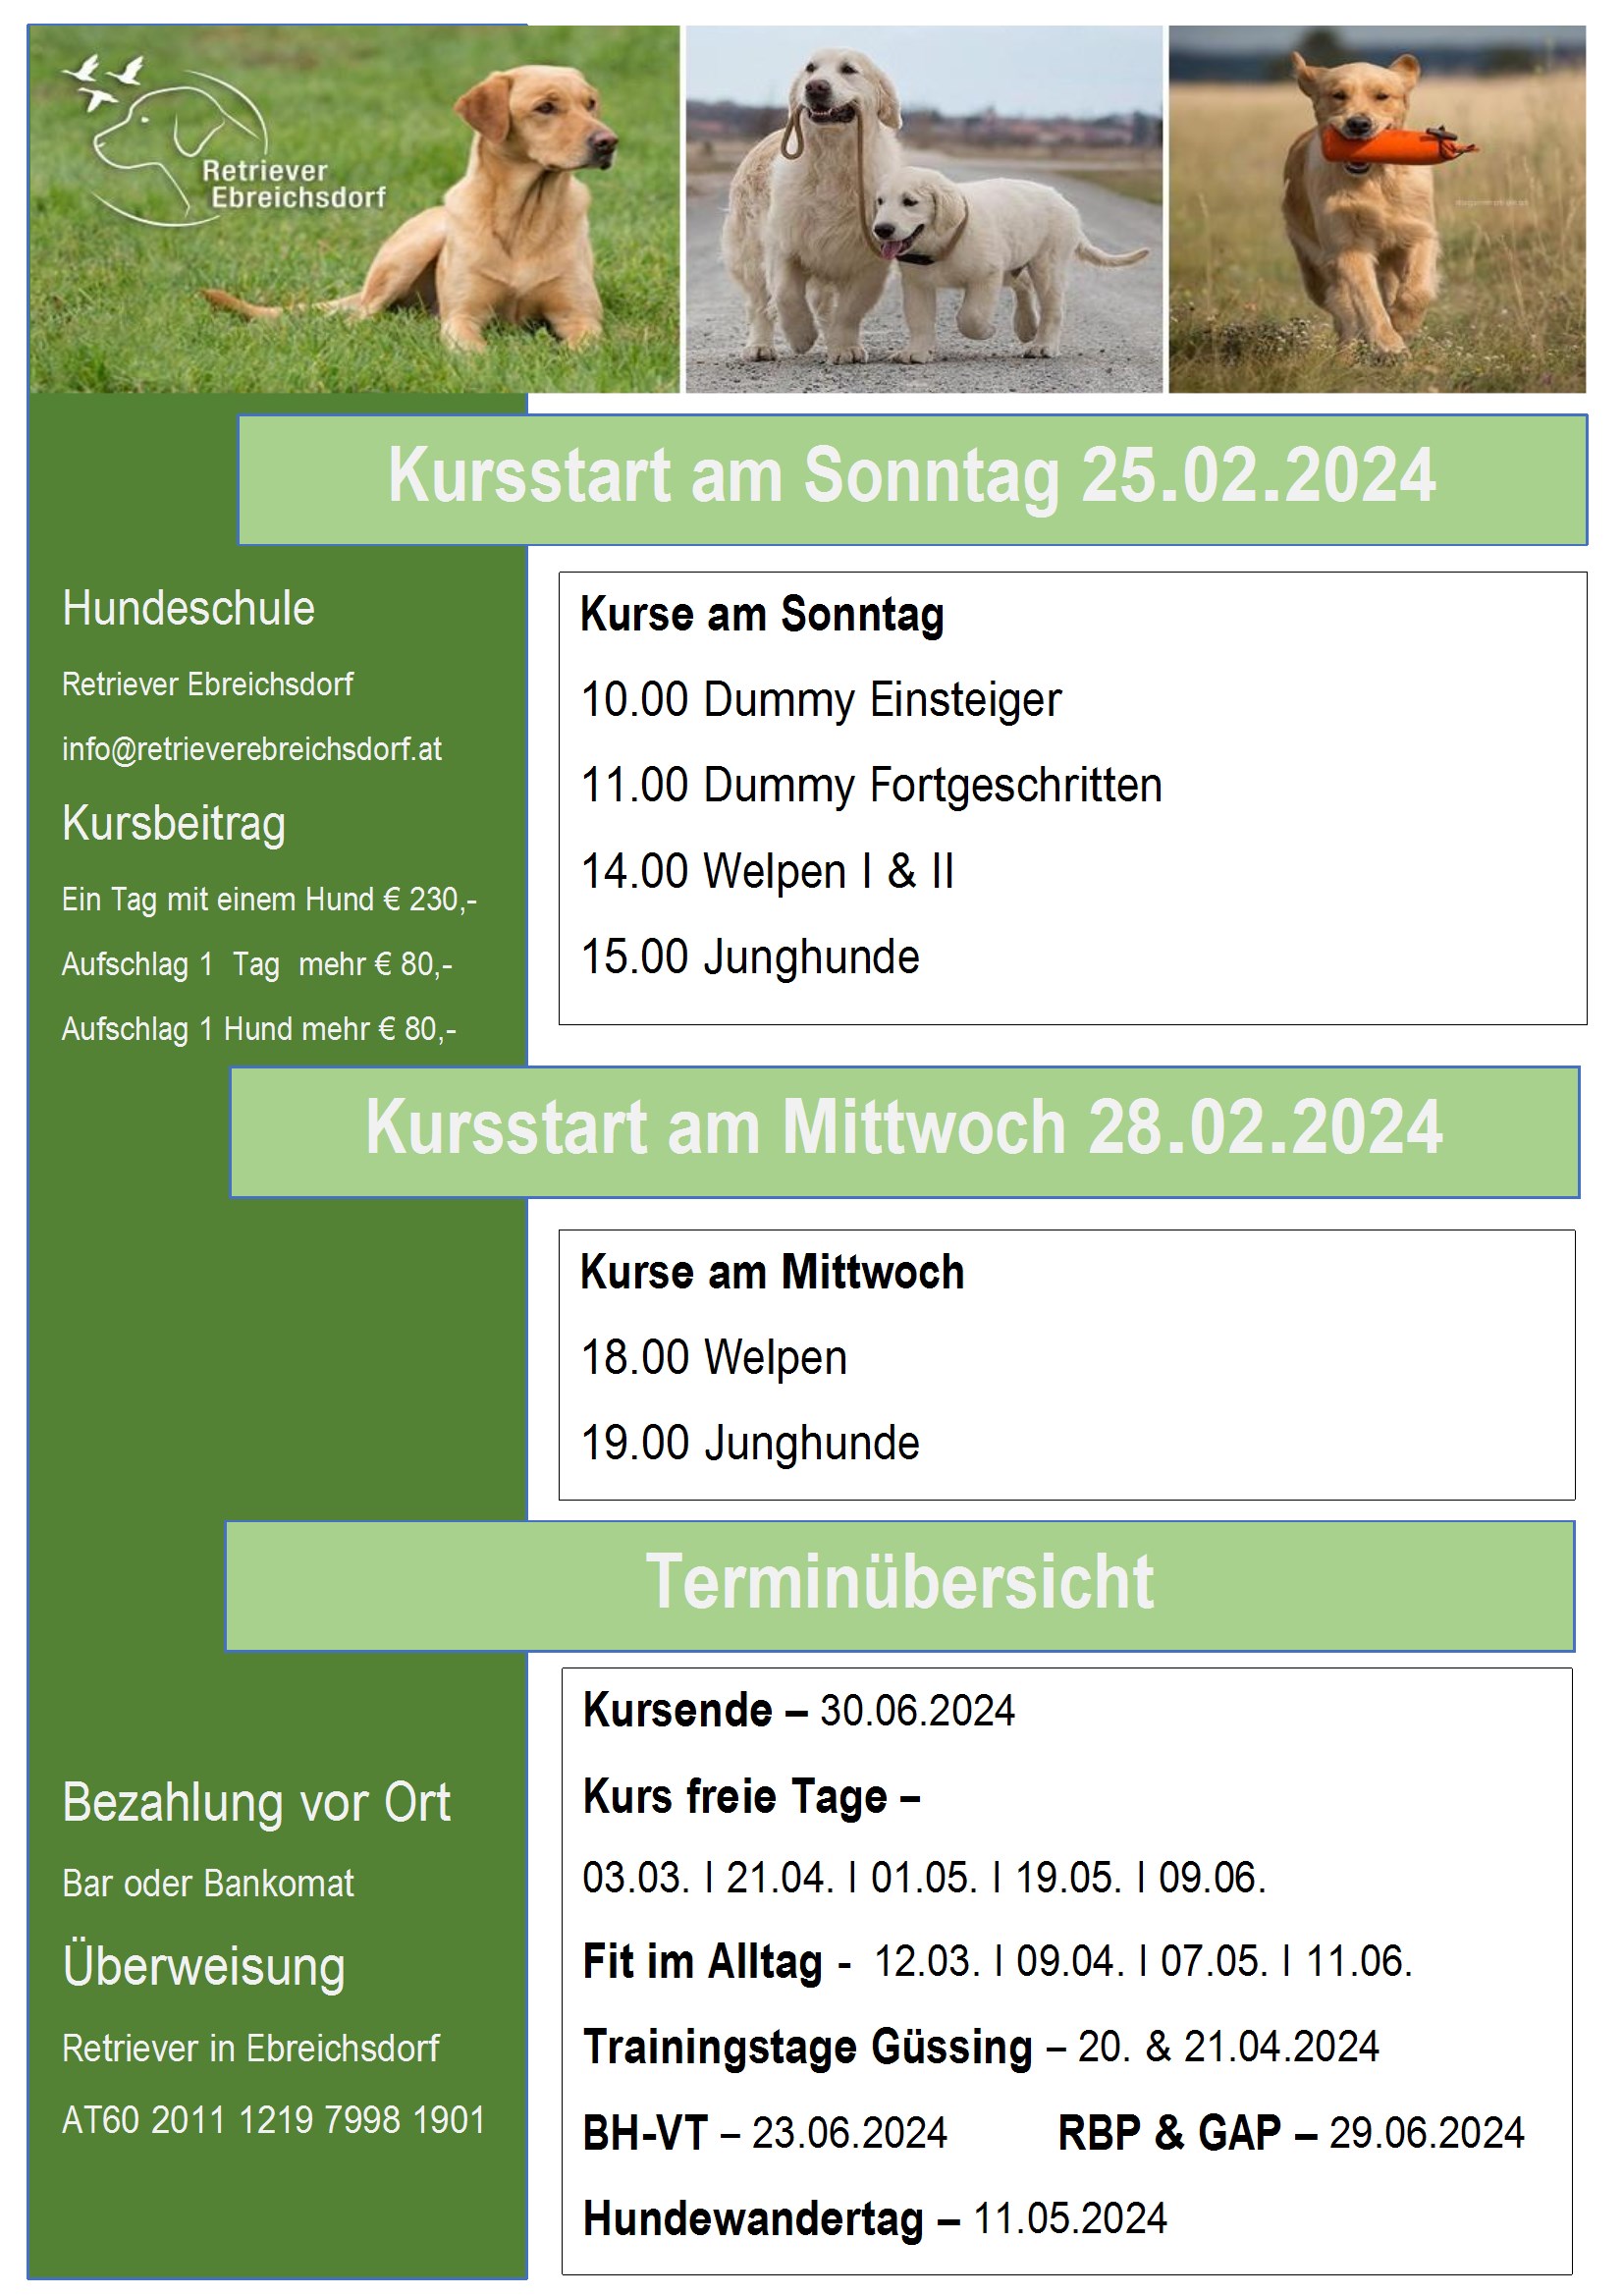 Retriever
Ebreichsdorf
Kursstart am Sonntag 25.02.2024
Hundeschule
Retriever Ebreichsdorf
info@retrieverebreichsdorf.at
Kursbeitrag
Ein Tag mit einem Hund € 230,-
Aufschlag 1 Tag mehr € 80,-
Aufschlag 1 Hund mehr € 80,-
Kurse am Sonntag
10.00 Dummy Einsteiger
11.00 Dummy Fortgeschritten
14.00 Welpen I & II
15.00 Junghunde
Kursstart am Mittwoch 28.02.2024
Kurse am Mittwoch
18.00 Welpen
19.00 Junghunde
Terminübersicht
Bezahlung vor Ort
Bar oder Bankomat
Überweisung
Retriever in Ebreichsdorf
AT60 2011 1219 7998 1901
Kursende – 30.06.2024
Kurs freie Tage –
03.03. I 21.04. I 01.05. I 19.05. I 09.06.
Fit im Alltag - 12.03. I 09.04. I 07.05. I 11.06.
Trainingstage Güssing – 20. & 21.04.2024
BH-VT – 23.06.2024 RBP & GAP – 29.06.2024
Hundewandertag – 11.05.2024